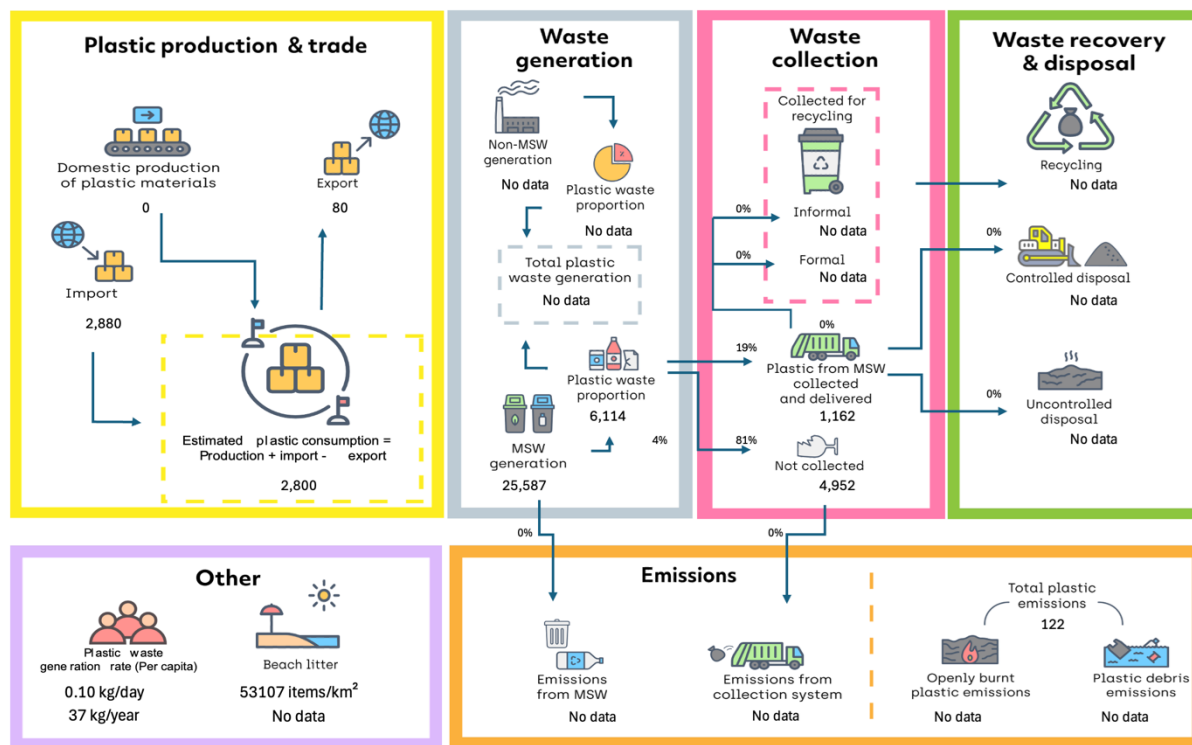 Plastic production & trade
Domestic production
of plastic materials
0
Export
80
Import
2,880
Estimated plastic consumption =
Production + import - export
2,800
Waste
generation
Non-MSW
generation
No data
x
Plastic waste
proportion
No data
Total plastic
waste generation
No data
Plastic waste
proportion
6,114
MSW
generation
25,587
4%
Waste
collection
Collected for
recycling
0%
Informal
No data
0%
Formal
No data
0%
19%
Plastic from MSW
collected
and delivered
1,162
81%
Not collected
4,952
Waste recovery
& disposal
Recycling
No data
0%
Controlled disposal
No data
0%
Uncontrolled
disposal
No data
Other
Plastic waste
generation rate (Per capita)
0.10 kg/day
37 kg/year
Beach litter
53107 items/km²
No data
Emissions
0%
Emissions
from MSW
No data
0%
Emissions from
collection system
No data
Total plastic
emissions
122
Openly burnt
plastic emissions
No data
Plastic debris
emissions
No data